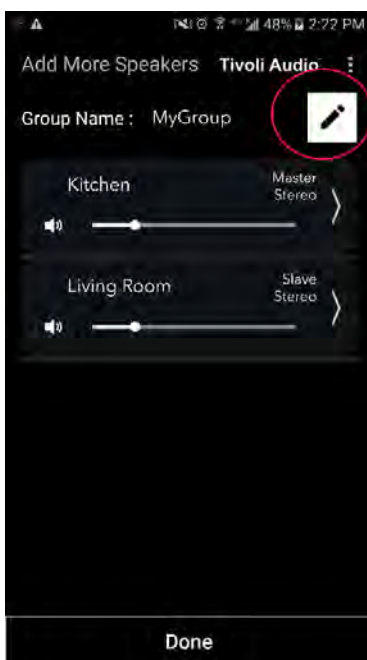 48% 2:22 PM
Add More Speakers Tivoli Audio
Group Name : MyGroup
Kitchen
Master
Stereo
Living Room
Slave
Stereo
Done